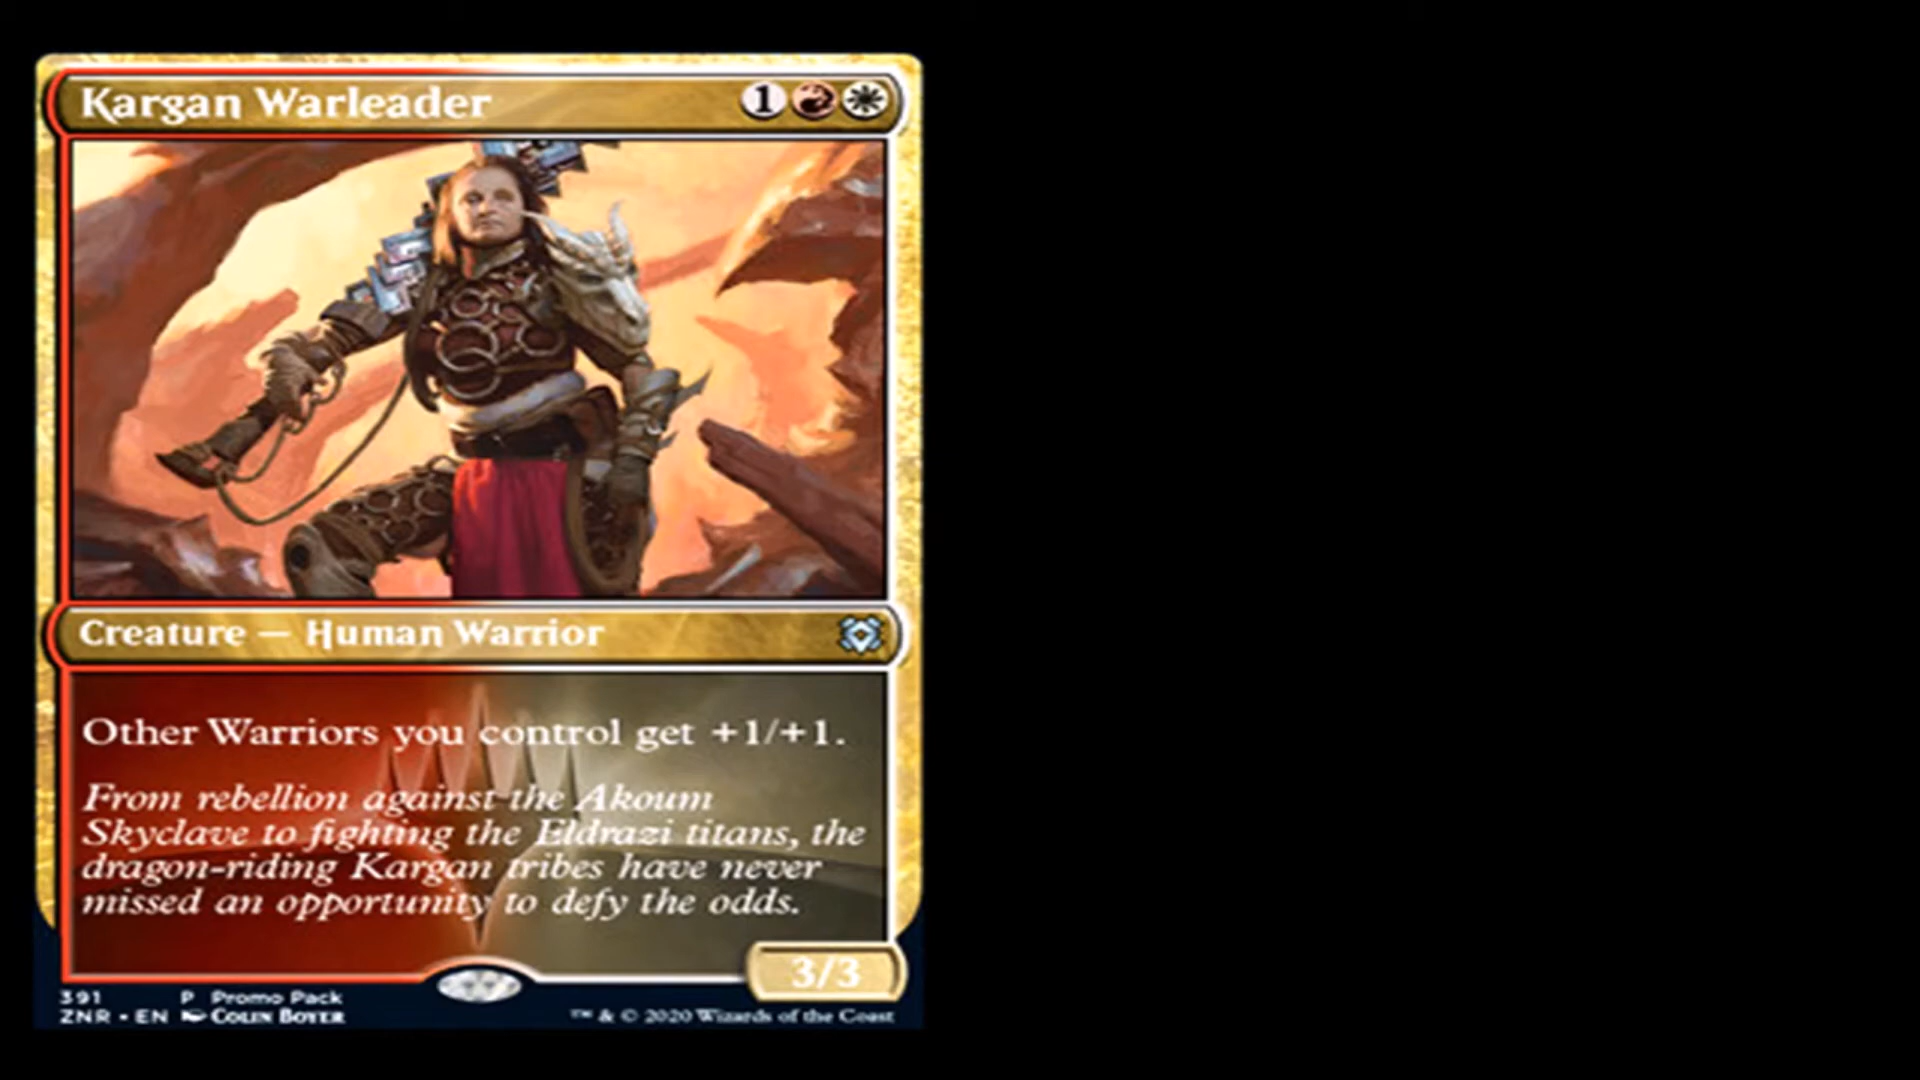 Kargan Warleader 1
Creature — Human Warrior
Other Warriors you control get +1/+1.
From rebellion against the Akoum
Skyclave to fighting the Eldrazi titans, the
dragon-riding Kargan tribes have never
missed an opportunity to defy the odds.
3/3
391 P Promo Pack
ZNR • EN Colin Boyer
™ & © 2020 Wizards of the Coast